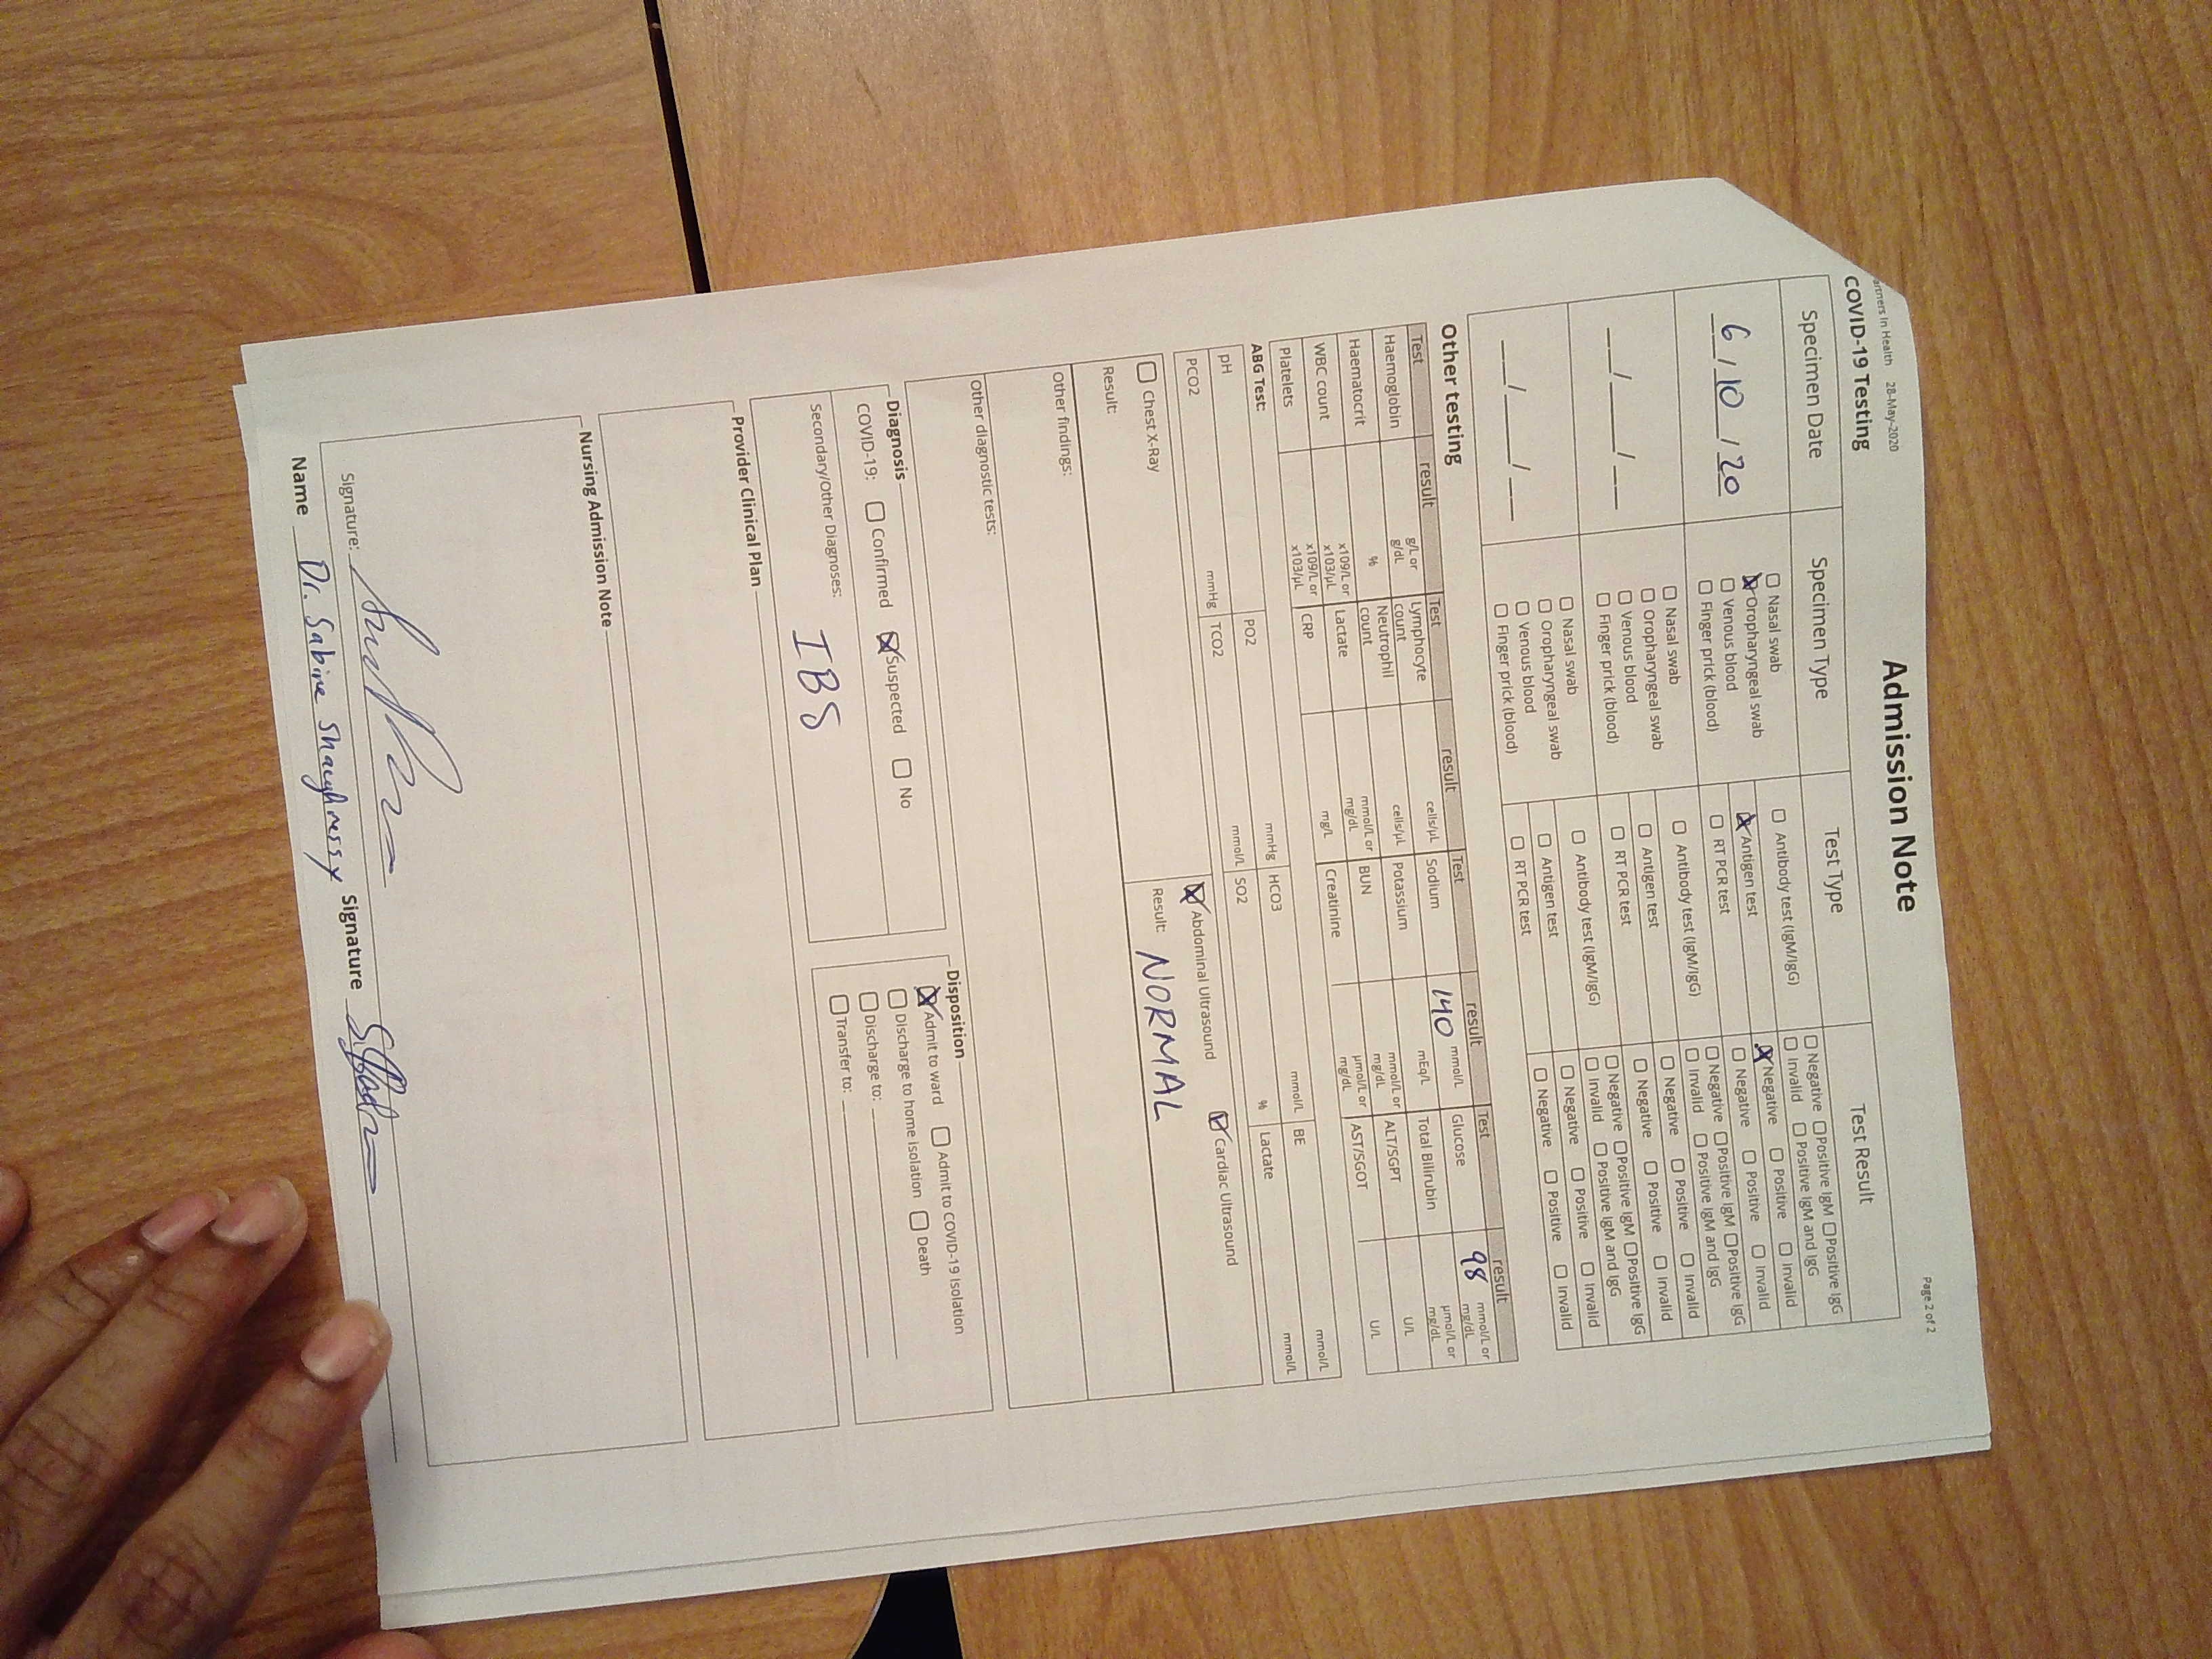 artners In Health 28-May-2020 Page 2 of 2
Admission Note
COVID-19 Testing
Specimen Date Specimen Type Test Type Test Result
6 / 10 / 20
☐ Nasal swab
☒ Oropharyngeal swab
☐ Venous blood
☐ Finger prick (blood)
☐ Antibody test (IgM/IgG) ☐ Negative ☐ Positive IgM ☐ Positive IgG
☐ Invalid ☐ Positive IgM and IgG
☒ Antigen test ☒ Negative ☐ Positive ☐ Invalid
☐ RT PCR test ☐ Negative ☐ Positive ☐ Invalid
__/__/__
☐ Nasal swab
☐ Oropharyngeal swab
☐ Venous blood
☐ Finger prick (blood)
☐ Antibody test (IgM/IgG) ☐ Negative ☐ Positive IgM ☐ Positive IgG
☐ Invalid ☐ Positive IgM and IgG
☐ Antigen test ☐ Negative ☐ Positive ☐ Invalid
☐ RT PCR test ☐ Negative ☐ Positive ☐ Invalid
__/__/__
☐ Nasal swab
☐ Oropharyngeal swab
☐ Venous blood
☐ Finger prick (blood)
☐ Antibody test (IgM/IgG) ☐ Negative ☐ Positive IgM ☐ Positive IgG
☐ Invalid ☐ Positive IgM and IgG
☐ Antigen test ☐ Negative ☐ Positive ☐ Invalid
☐ RT PCR test ☐ Negative ☐ Positive ☐ Invalid
Other testing
Test result Test result Test result Test result
Haemoglobin g/L or g/dL Lymphocyte count cells/µL Sodium 140 mmol/L Glucose 98 mmol/L or mg/dL
Haematocrit % Neutrophil count cells/µL Potassium mEq/L Total Bilirubin µmol/L or mg/dL
WBC count x109/L or x103/µL Lactate mmol/L or mg/dL BUN mmol/L or mg/dL ALT/SGPT U/L
Platelets x109/L or x103/µL CRP mg/L Creatinine µmol/L or mg/dL AST/SGOT U/L
ABG Test:
pH PO2 mmHg HCO3 mmol/L BE mmol/L
PCO2 mmHg TCO2 mmol/L SO2 % Lactate mmol/L
☐ Chest X-Ray ☒ Abdominal Ultrasound ☒ Cardiac Ultrasound
Result: Result: NORMAL
Other findings:
Other diagnostic tests:
Diagnosis
COVID-19: ☐ Confirmed ☒ Suspected ☐ No
Secondary/Other Diagnoses:
IBS
Disposition
☒ Admit to ward ☐ Admit to COVID-19 Isolation
☐ Discharge to home isolation ☐ Death
☐ Discharge to:
☐ Transfer to:
Provider Clinical Plan
Nursing Admission Note
Signature:
Name Dr. Sabine Shaughnessy Signature